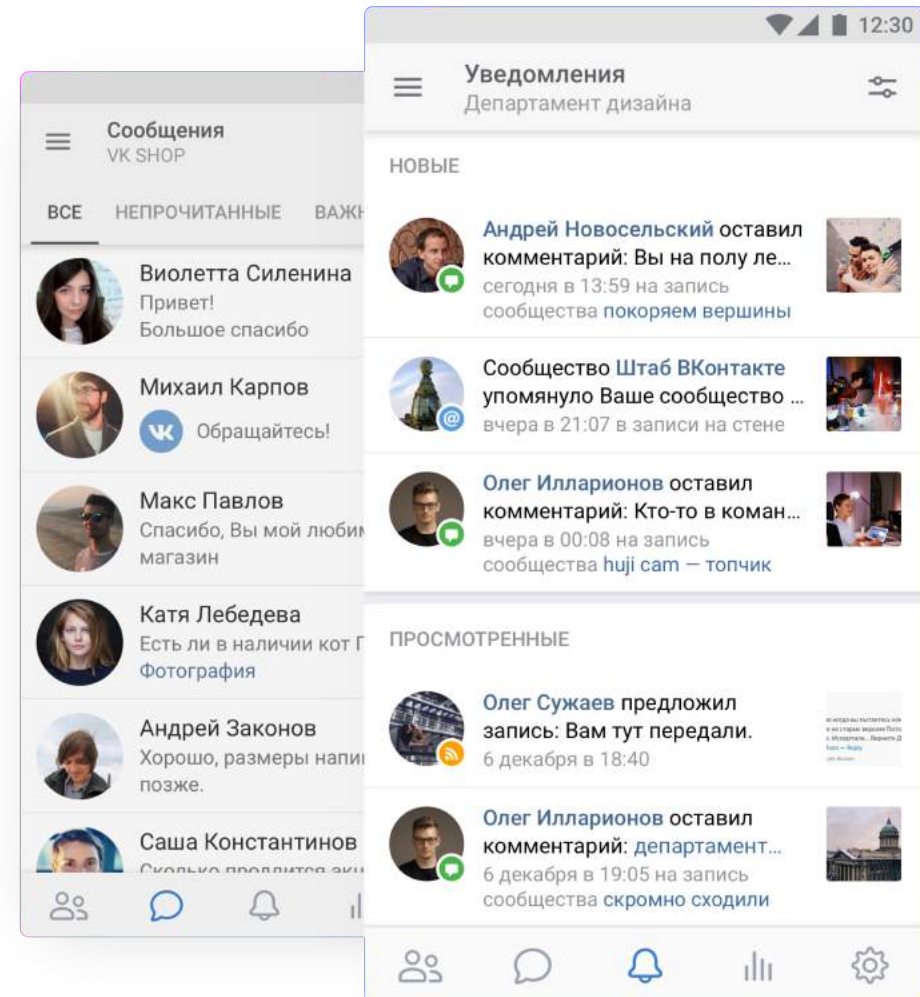 Сообщения
VK SHOP
ВСЕ НЕПРОЧИТАННЫЕ
Виолетта Силенина
Привет!
Большое спасибо
Михаил Карпов
Обращайтесь!
Макс Павлов
Спасибо, Вы мой
магазин
Катя Лебедева
Есть ли в наличии кот
Фотография
Андрей Законов
Хорошо, размеры
позже.
Саша Константинов
Сколько продлится
12:30
Уведомления
Департамент дизайна
НОВЫЕ
Андрей Новосельский оставил
комментарий: Вы на полу ле...
сегодня в 13:59 на запись
сообщества покоряем вершины
Сообщество Штаб ВКонтакте
упомянуло Ваше сообщество ...
вчера в 21:07 в записи на стене
Олег Илларионов оставил
комментарий: Кто-то в коман...
вчера в 00:08 на запись
сообщества huji cam — топчик
ПРОСМОТРЕННЫЕ
Олег Сужаев предложил
запись: Вам тут передали.
6 декабря в 18:40
Олег Илларионов оставил
комментарий: департамент...
6 декабря в 19:05 на запись
сообщества скромно сходили